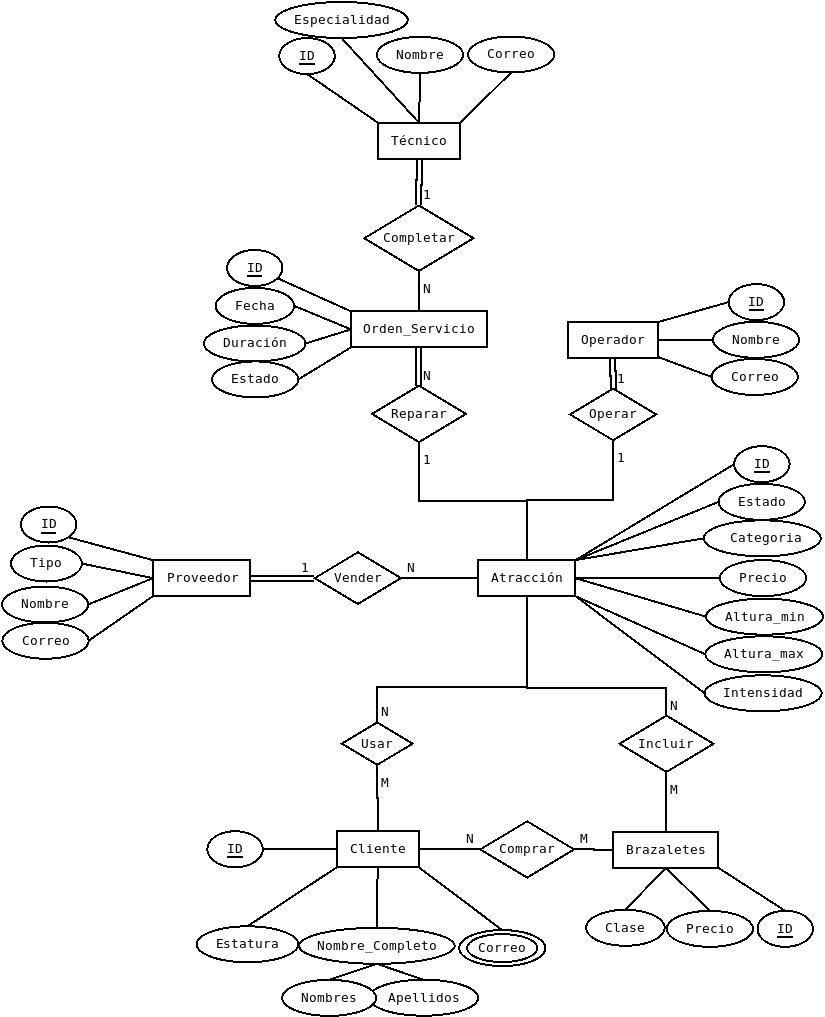 Especialidad
ID
Nombre
Correo
Técnico
1
Completar
N
ID
Fecha
Duración
Estado
Orden_Servicio
N
Reparar
1
ID
Nombre
Correo
Operador
1
Operar
1
ID
Tipo
Nombre
Correo
Proveedor
1
Vender
N
Atracción
ID
Estado
Categoria
Precio
Altura_min
Altura_max
Intensidad
N
Usar
M
N
Incluir
M
ID
Cliente
N
Comprar
M
Brazaletes
Estatura
Nombre_Completo
Correo
Nombres
Apellidos
Clase
Precio
ID